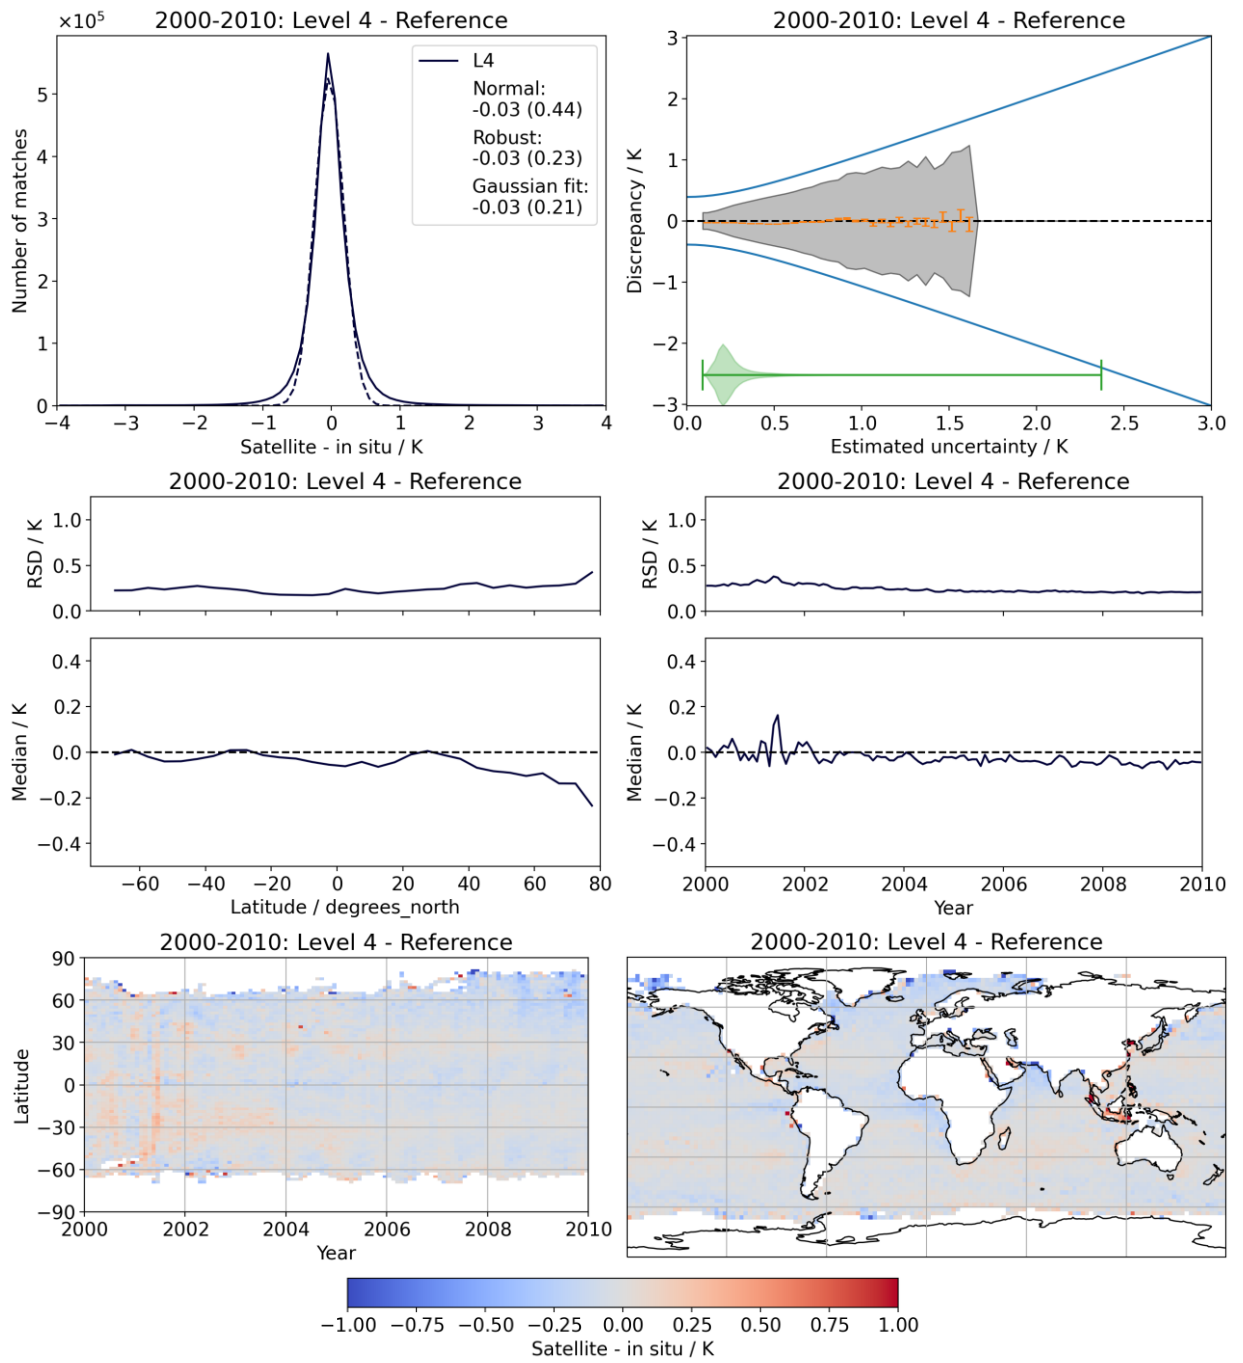 2000-2010: Level 4 - Reference
×10⁵
5
4
3
2
1
0
Number of matches
L4
Normal:
-0.03 (0.44)
Robust:
-0.03 (0.23)
Gaussian fit:
-0.03 (0.21)
−4 −3 −2 −1 0 1 2 3 4
Satellite - in situ / K
2000-2010: Level 4 - Reference
3
2
1
0
−1
−2
−3
Discrepancy / K
0.0 0.5 1.0 1.5 2.0 2.5 3.0
Estimated uncertainty / K
2000-2010: Level 4 - Reference
1.0
0.5
0.0
RSD / K
0.4
0.2
0.0
−0.2
−0.4
Median / K
−60 −40 −20 0 20 40 60 80
Latitude / degrees_north
2000-2010: Level 4 - Reference
1.0
0.5
0.0
RSD / K
0.4
0.2
0.0
−0.2
−0.4
Median / K
2000 2002 2004 2006 2008 2010
Year
2000-2010: Level 4 - Reference
90
60
30
0
−30
−60
−90
Latitude
2000 2002 2004 2006 2008 2010
Year
2000-2010: Level 4 - Reference
−1.00 −0.75 −0.50 −0.25 0.00 0.25 0.50 0.75 1.00
Satellite - in situ / K